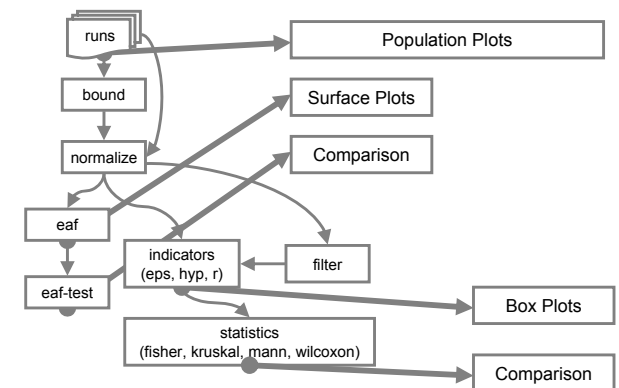 runs
Population Plots
bound
Surface Plots
normalize
Comparison
eaf
indicators
(eps, hyp, r)
filter
eaf-test
Box Plots
statistics
(fisher, kruskal, mann, wilcoxon)
Comparison